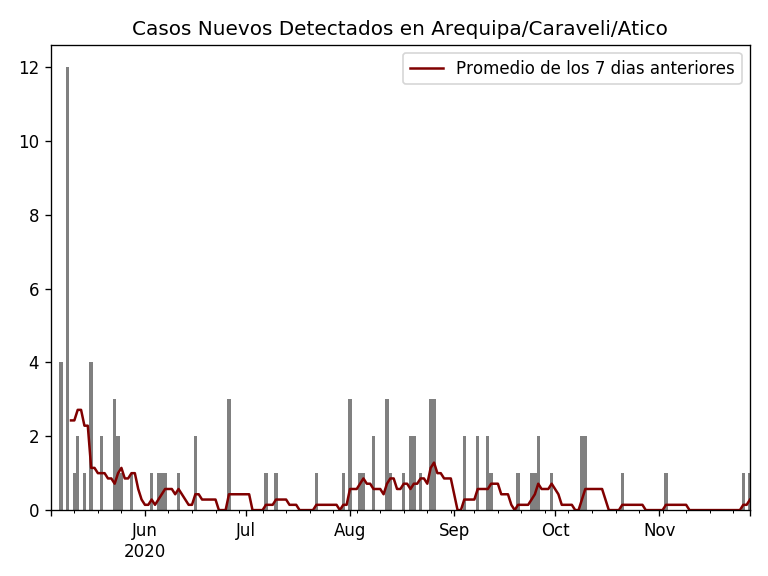 Casos Nuevos Detectados en Arequipa/Caraveli/Atico
Promedio de los 7 dias anteriores
12
10
8
6
4
2
0
Jun Jul Aug Sep Oct Nov
2020